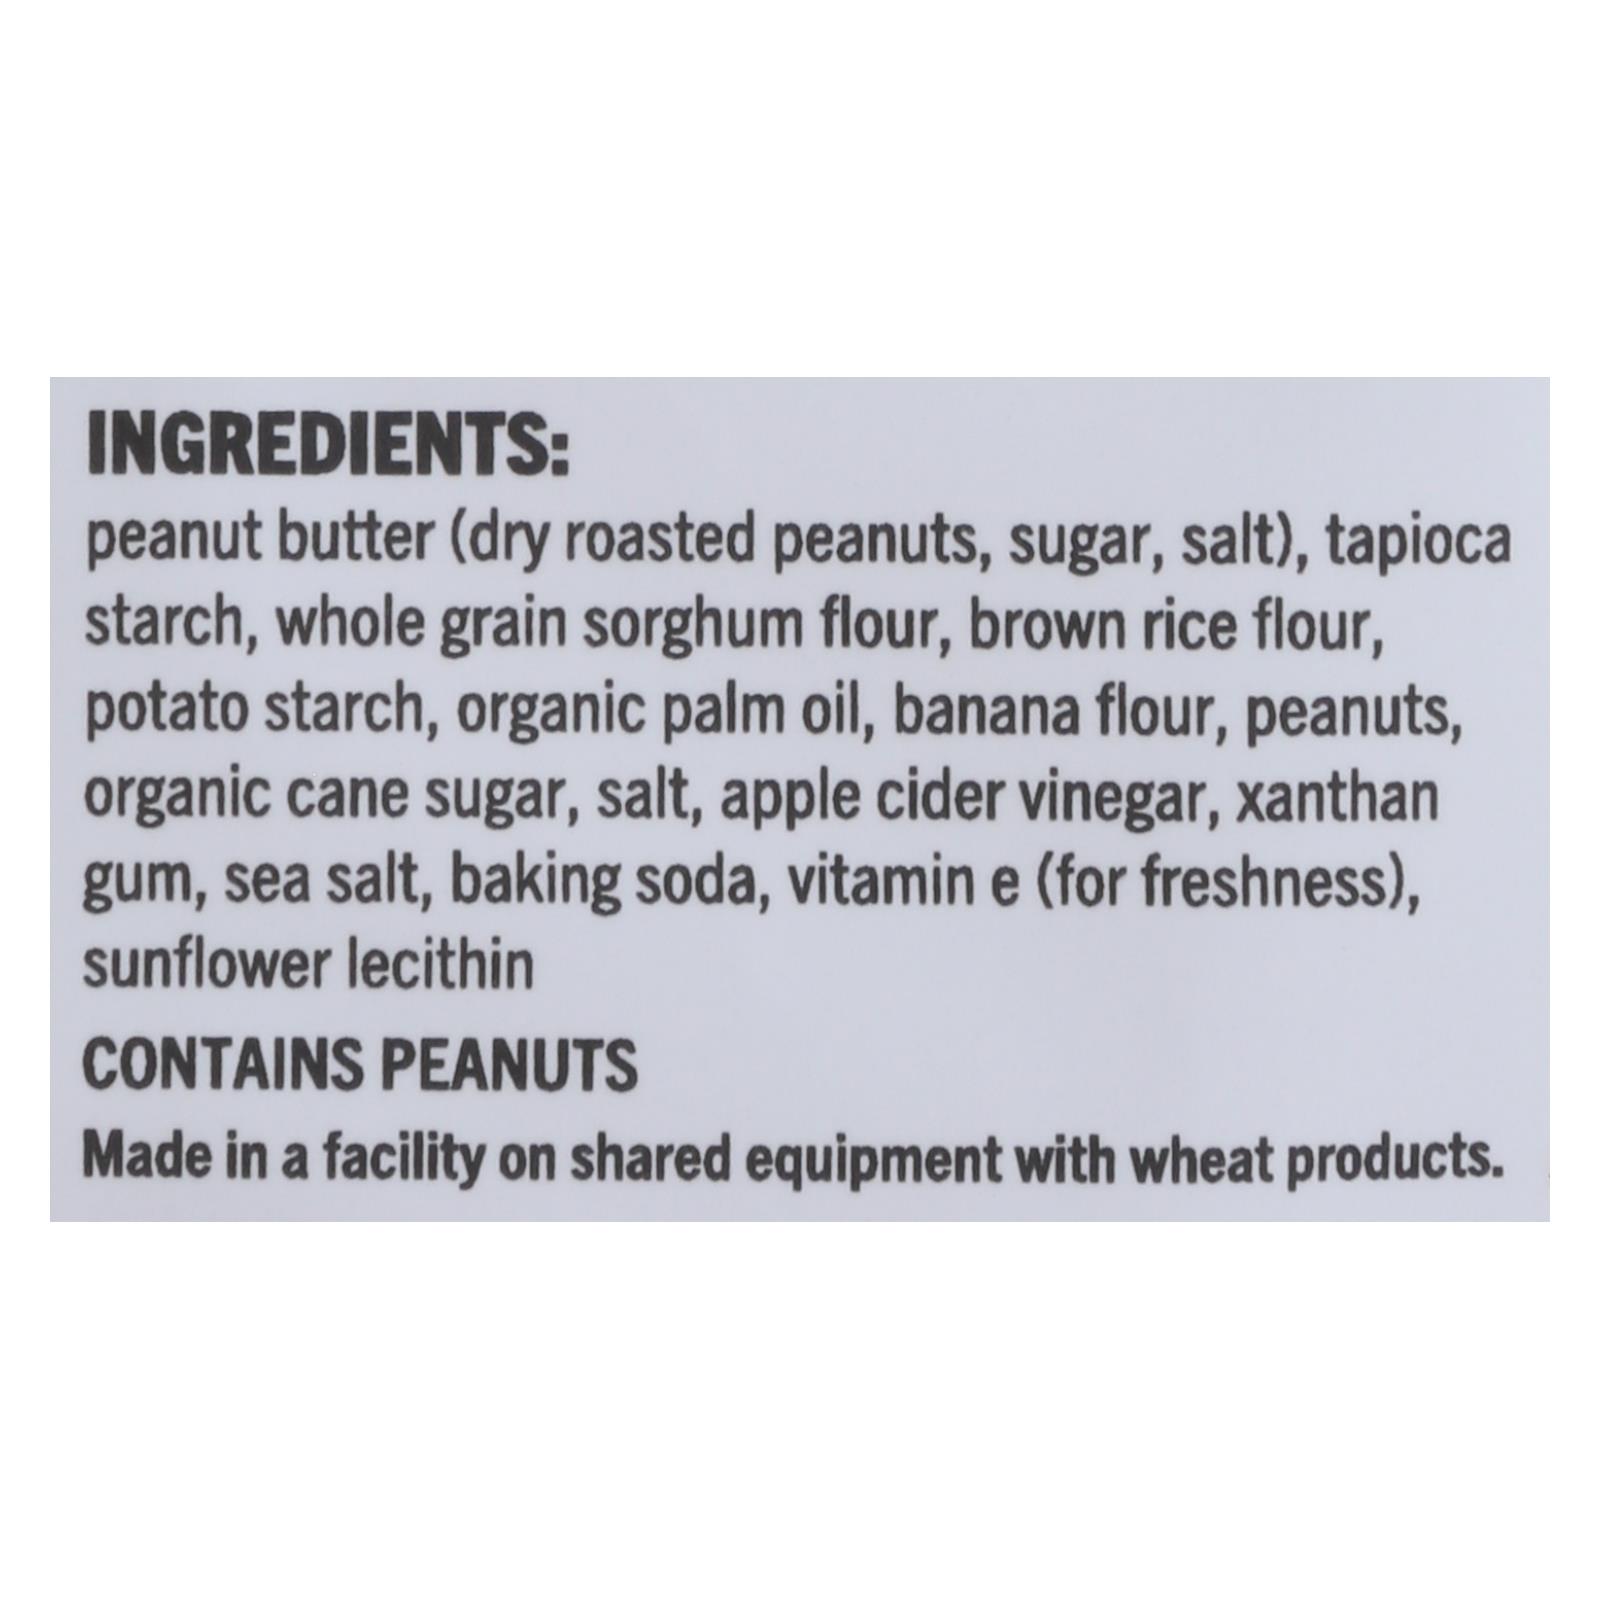 INGREDIENTS:
peanut butter (dry roasted peanuts, sugar, salt), tapioca
starch, whole grain sorghum flour, brown rice flour,
potato starch, organic palm oil, banana flour, peanuts,
organic cane sugar, salt, apple cider vinegar, xanthan
gum, sea salt, baking soda, vitamin e (for freshness),
sunflower lecithin
CONTAINS PEANUTS
Made in a facility on shared equipment with wheat products.